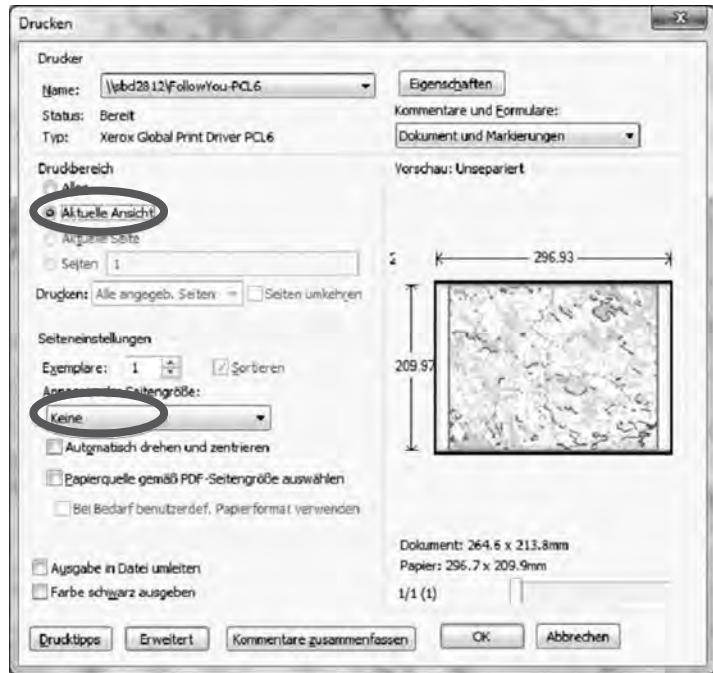 Drucken
Drucker
Name: \\sbd2812\FollowYou-PCL6
Eigenschaften
Status: Bereit
Kommentare und Formulare:
Typ: Xerox Global Print Driver PCL6
Dokument und Markierungen
Druckbereich
Vorschau: Unsepariert
Alles
Aktuelle Ansicht
Aktuelle Seite
Seiten 1
Drucken: Alle angegeb. Seiten
Seiten umkehren
296.93
209.97
Seiteneinstellungen
Exemplare: 1
Sortieren
Seitengröße:
Keine
Automatisch drehen und zentrieren
Papierquelle gemäß PDF-Seitengröße auswählen
Bei Bedarf benutzerdef. Papierformat verwenden
Dokument: 264.6 x 213.8mm
Papier: 296.7 x 209.9mm
1/1 (1)
Ausgabe in Datei umleiten
Farbe schwarz ausgeben
Drucktipps
Erweitert
Kommentare zusammenfassen
OK
Abbrechen